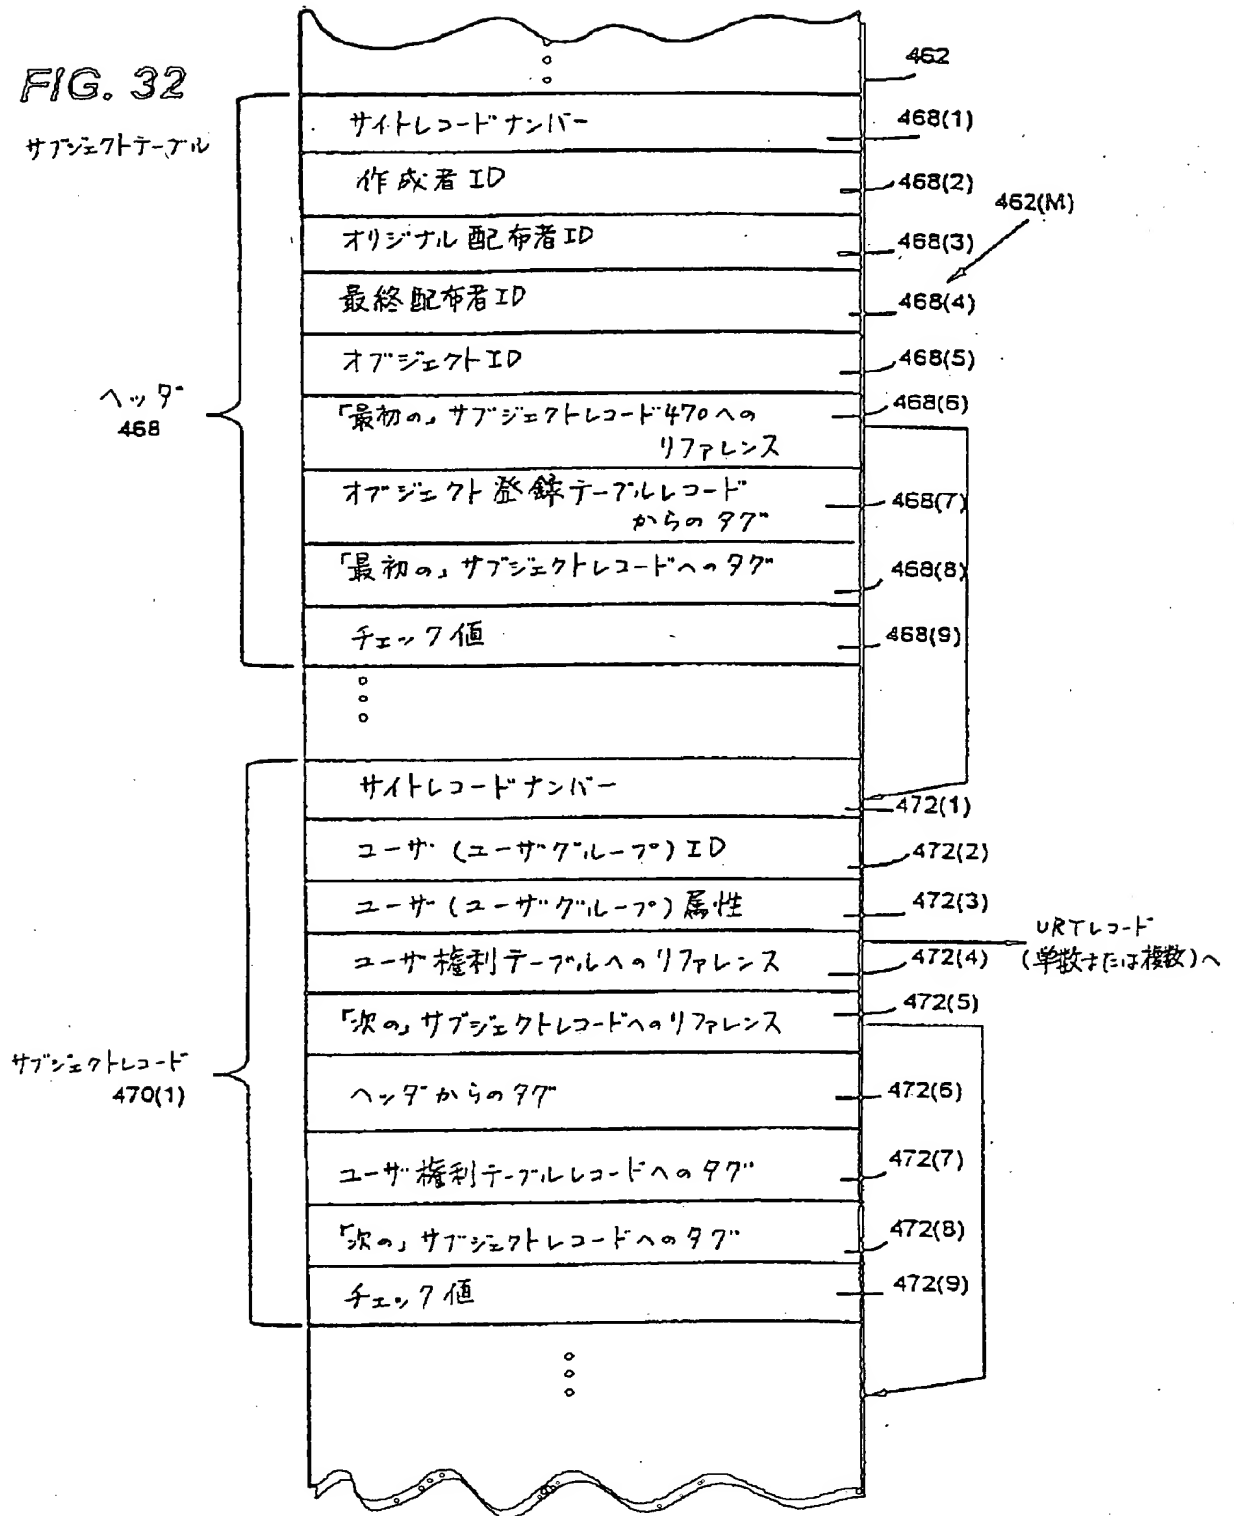 FIG. 32
サブジェクトテーブル
462
サイトレコードナンバー
468(1)
作成者ID
468(2)
462(M)
オリジナル配布者ID
468(3)
最終配布者ID
468(4)
オブジェクトID
468(5)
ヘッダ
468
「最初の」サブジェクトレコード470への
リファレンス
468(6)
オブジェクト登録テーブルレコード
からのタグ
468(7)
「最初の」サブジェクトレコードへのタグ
468(8)
チェック値
468(9)
サイトレコードナンバー
472(1)
ユーザ(ユーザグループ)ID
472(2)
ユーザ(ユーザグループ)属性
472(3)
ユーザ権利テーブルへのリファレンス
472(4)
URTレコード
(単数または複数)へ
「次の」サブジェクトレコードへのリファレンス
472(5)
サブジェクトレコード
470(1)
ヘッダからのタグ
472(6)
ユーザ権利テーブルレコードへのタグ
472(7)
「次の」サブジェクトレコードへのタグ
472(8)
チェック値
472(9)